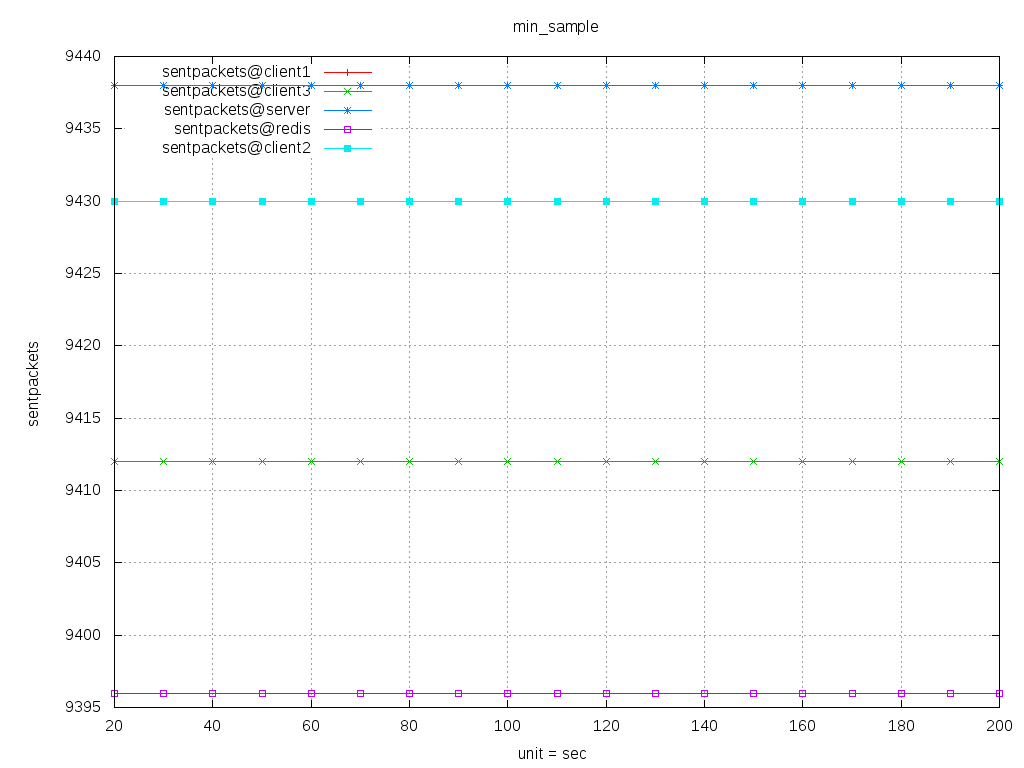 min_sample
9440
sentpackets@client1
sentpackets@client3
sentpackets@server
9435
sentpackets@redis
sentpackets@client2
9430
9425
9420
sentpackets
9415
9410
9405
9400
9395
20 40 60 80 100 120 140 160 180 200
unit = sec